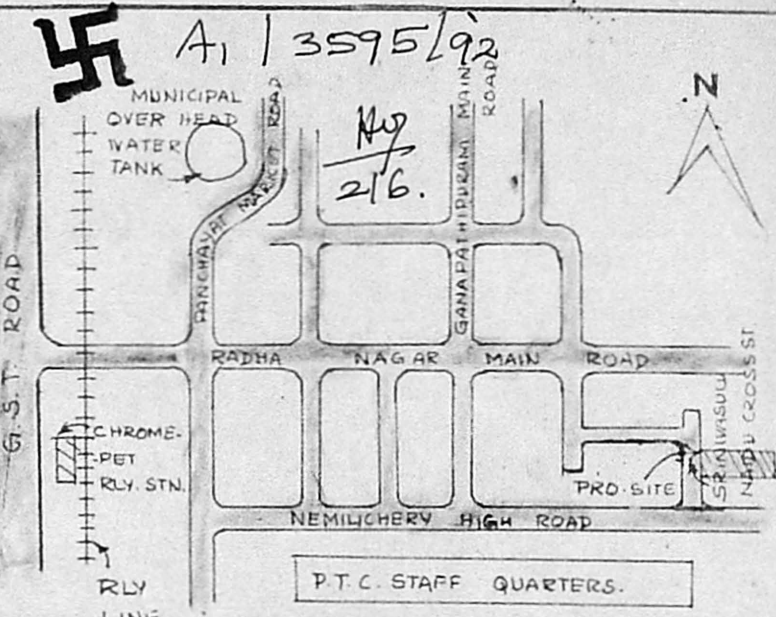 A1 / 3595/92
MUNICIPAL
OVER HEAD
WATER
TANK
PANCHAYAT MARKET ROAD
216.
GANAPATHIPURAM MAIN
ROAD
N
G.S.T. ROAD
RADHA NAGAR MAIN ROAD
CHROME-
PET
RLY. STN.
PRO. SITE
SRINIVASULU
NAIDU CROSS ST
NEMILICHERY HIGH ROAD
RLY
LINE
P.T.C. STAFF QUARTERS.